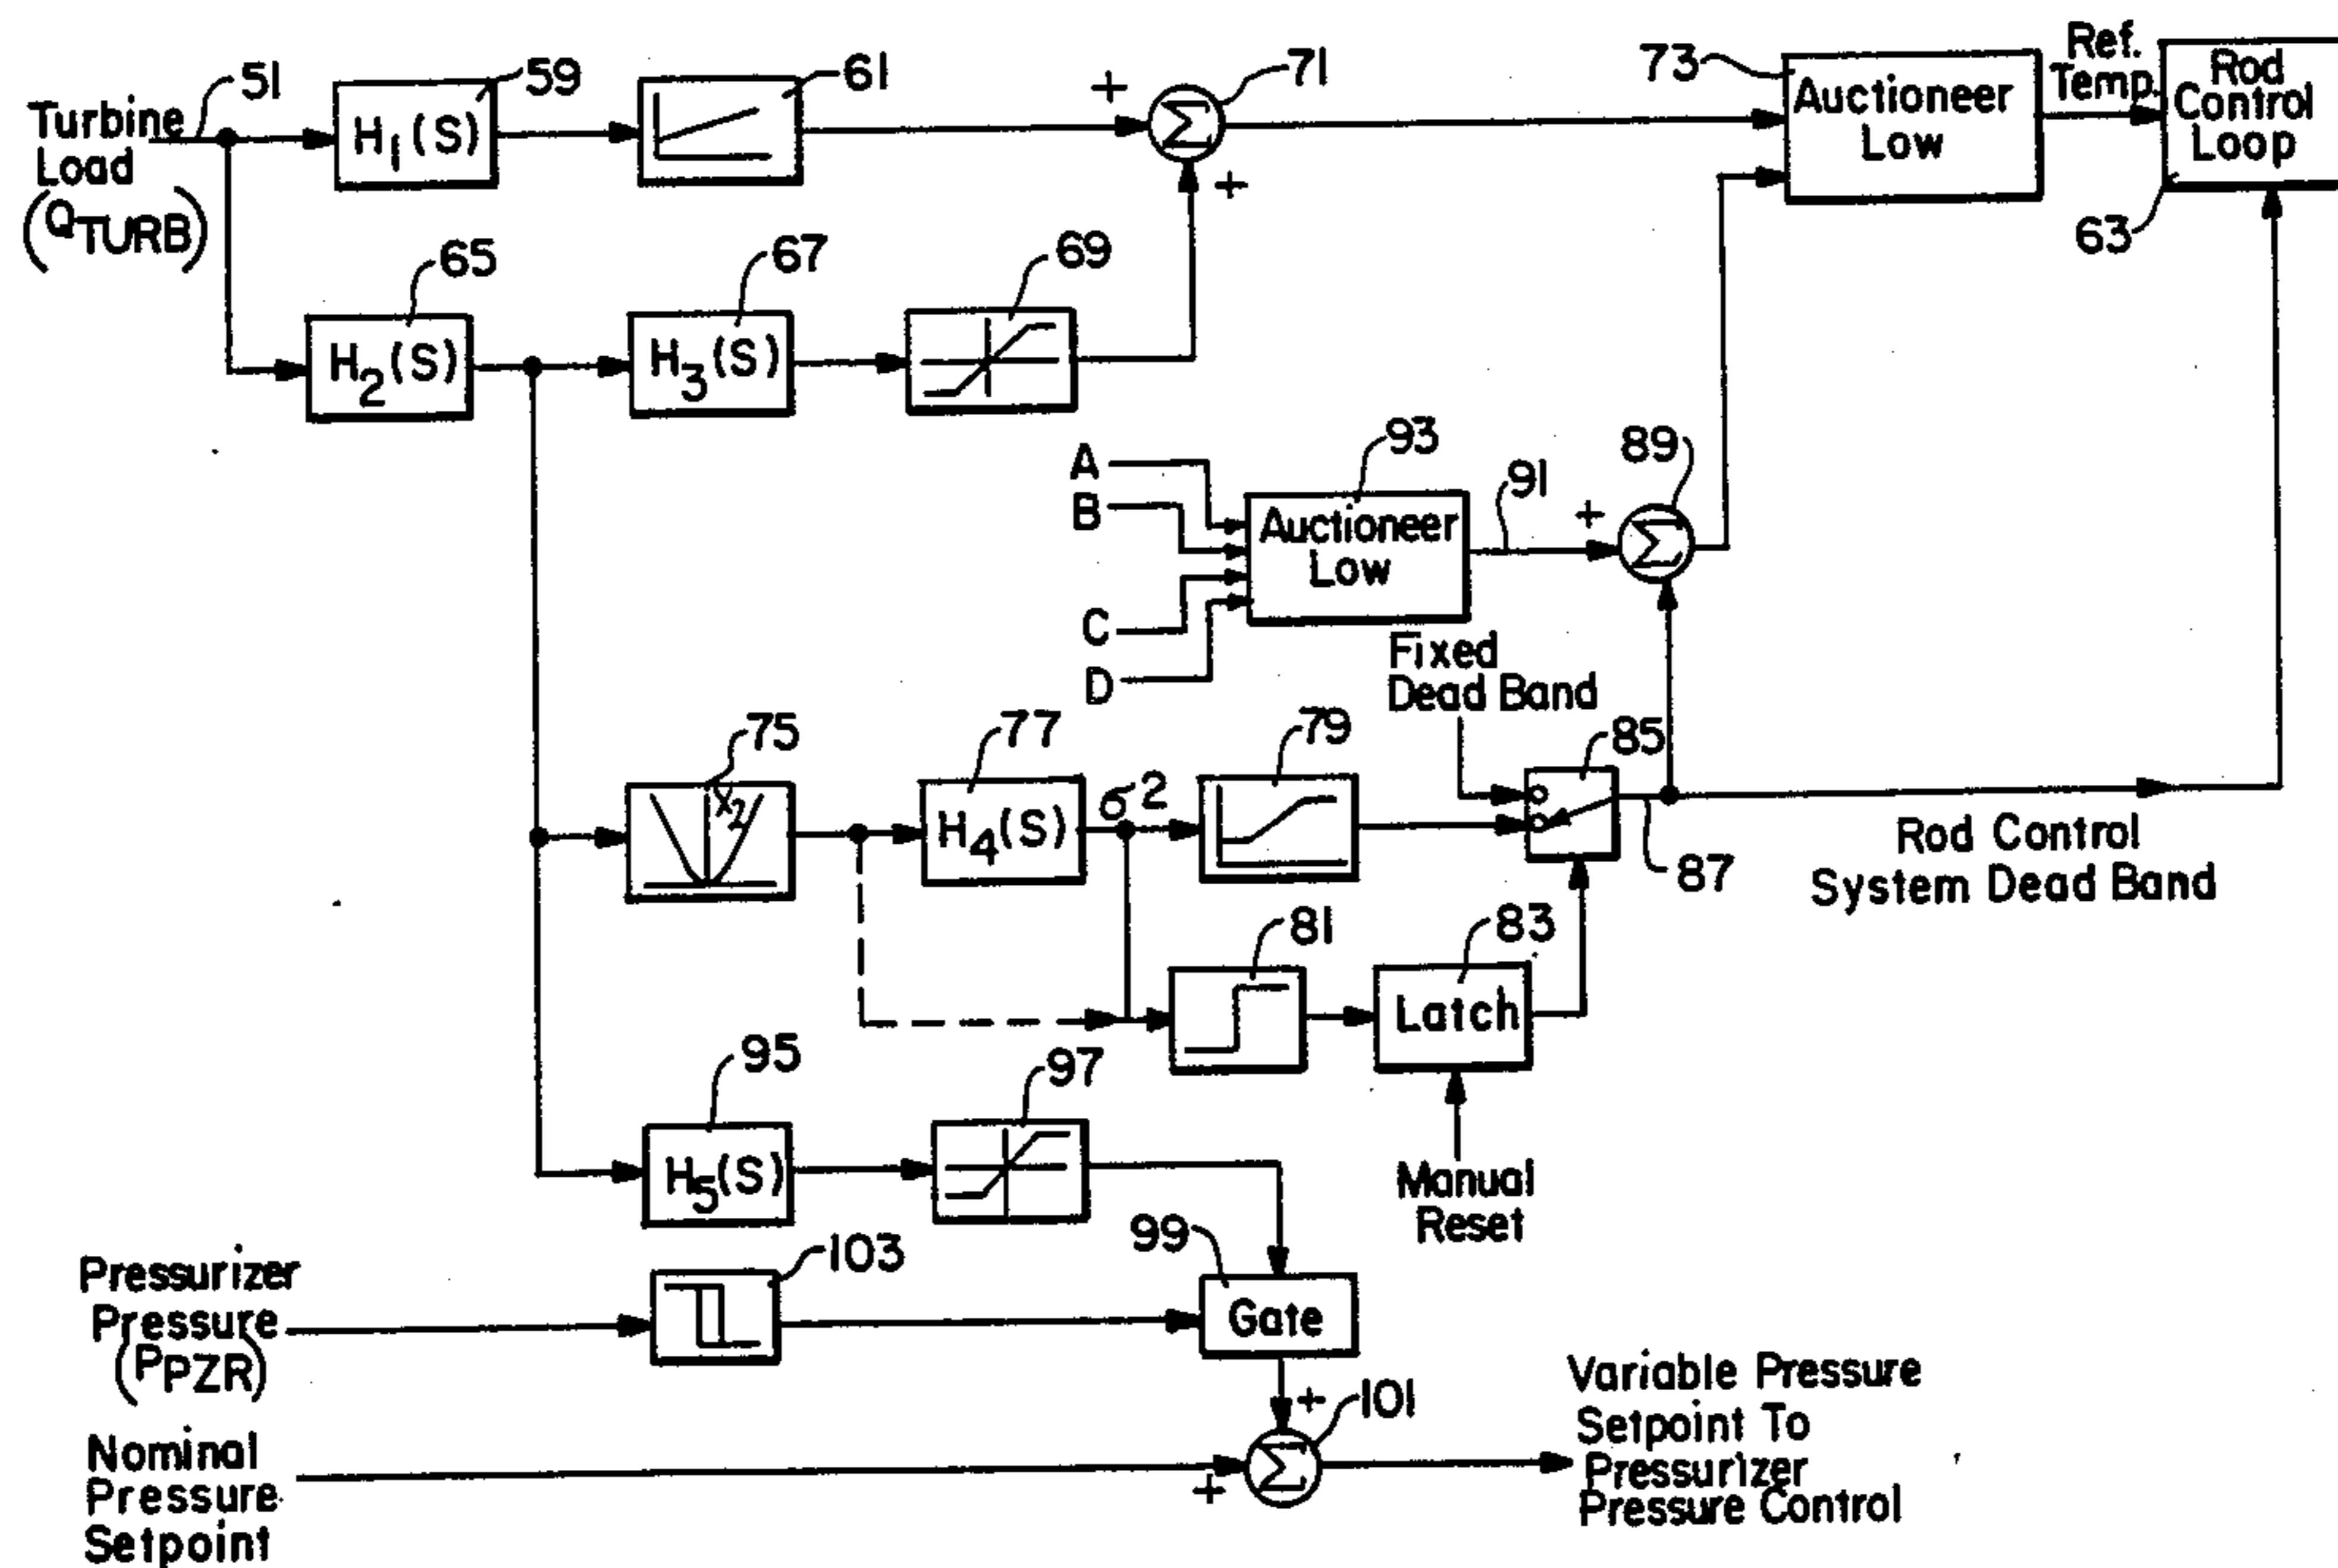 51
59
61
71
73
Ref.
Temp.
Turbine
Load
(QTURB)
H1(S)
+
Σ
+
Auctioneer
Low
Rod
Control
Loop
63
65
67
69
H2(S)
H3(S)
A
B
C
D
93
Auctioneer
Low
91
+
89
Σ
Fixed
Dead Band
75
X2
77
H4(S)
σ2
79
85
87
Rod Control
System Dead Band
81
83
Latch
Manual
Reset
95
H5(S)
97
99
Gate
Pressurizer
Pressure
(PPZR)
103
+
101
Σ
+
Nominal
Pressure
Setpoint
Variable Pressure
Setpoint To
Pressurizer
Pressure Control